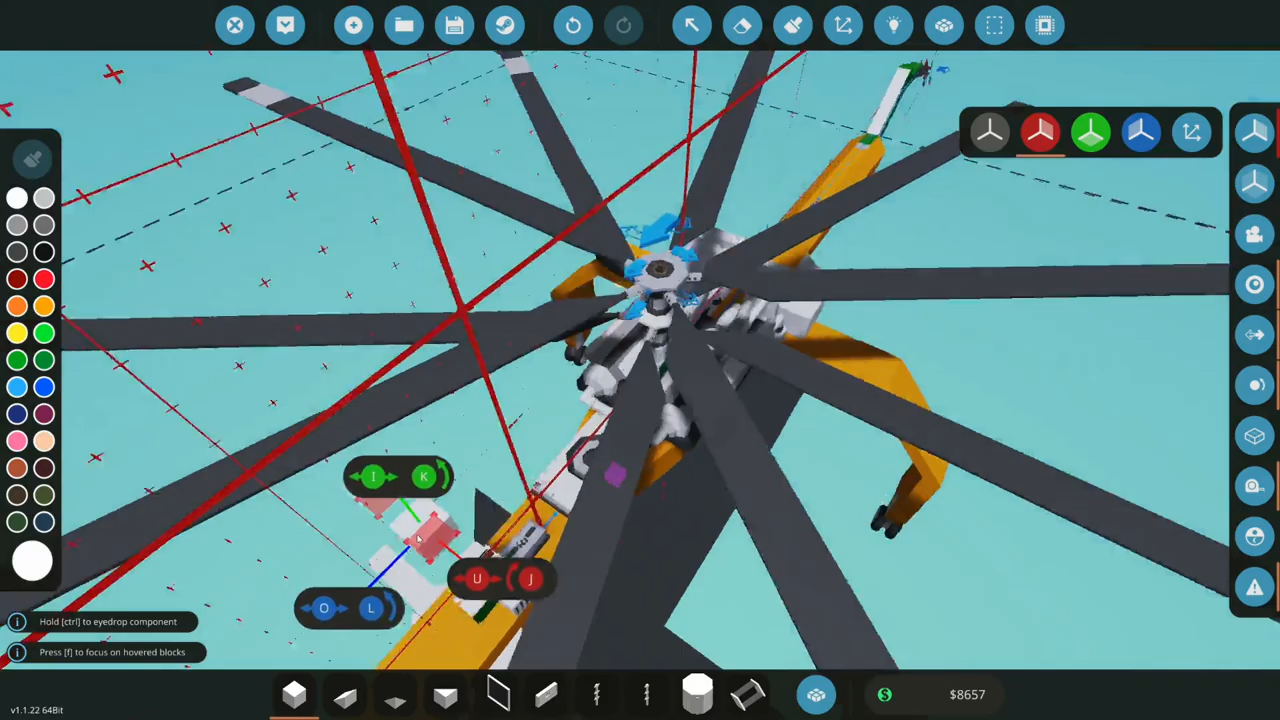 I K
U J
O L
Hold [ctrl] to eyedrop component
Press [f] to focus on hovered blocks
$ $8657
v1.1.22 64Bit